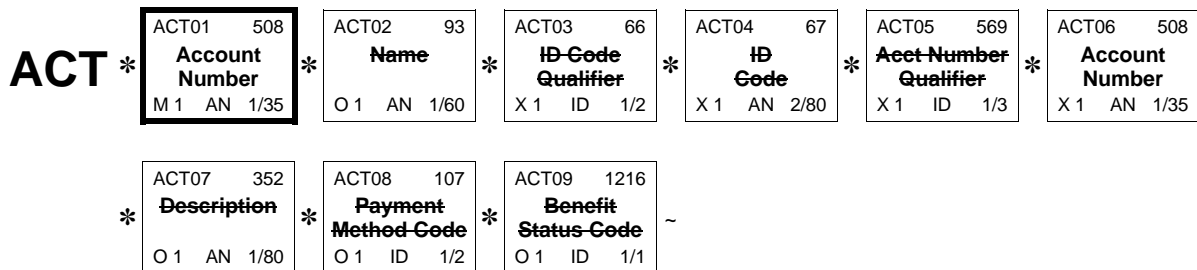 ACT01 508 ACT02 93 ACT03 66 ACT04 67 ACT05 569 ACT06 508
ACT * Account Number * Name * ID Code Qualifier * ID Code * Acct Number Qualifier * Account Number
M 1 AN 1/35 O 1 AN 1/60 X 1 ID 1/2 X 1 AN 2/80 X 1 ID 1/3 X 1 AN 1/35
ACT07 352 ACT08 107 ACT09 1216
* Description * Payment Method Code * Benefit Status Code ~
O 1 AN 1/80 O 1 ID 1/2 O 1 ID 1/1